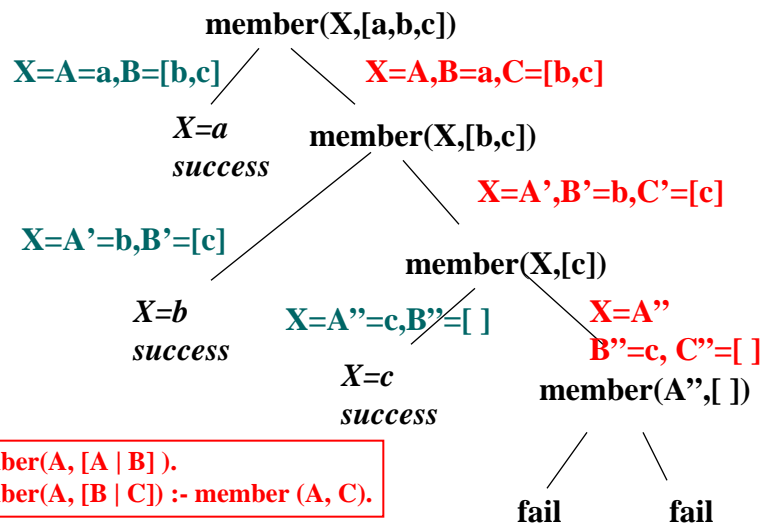 member(X,[a,b,c])
X=A=a,B=[b,c]
X=A,B=a,C=[b,c]
X=a
success
member(X,[b,c])
X=A’,B’=b,C’=[c]
X=A’=b,B’=[c]
member(X,[c])
X=b
success
X=A’’=c,B’’=[ ]
X=A’’
B’’=c, C’’=[ ]
X=c
success
member(A’’,[ ])
ber(A, [A | B] ).
ber(A, [B | C]) :- member (A, C).
fail fail